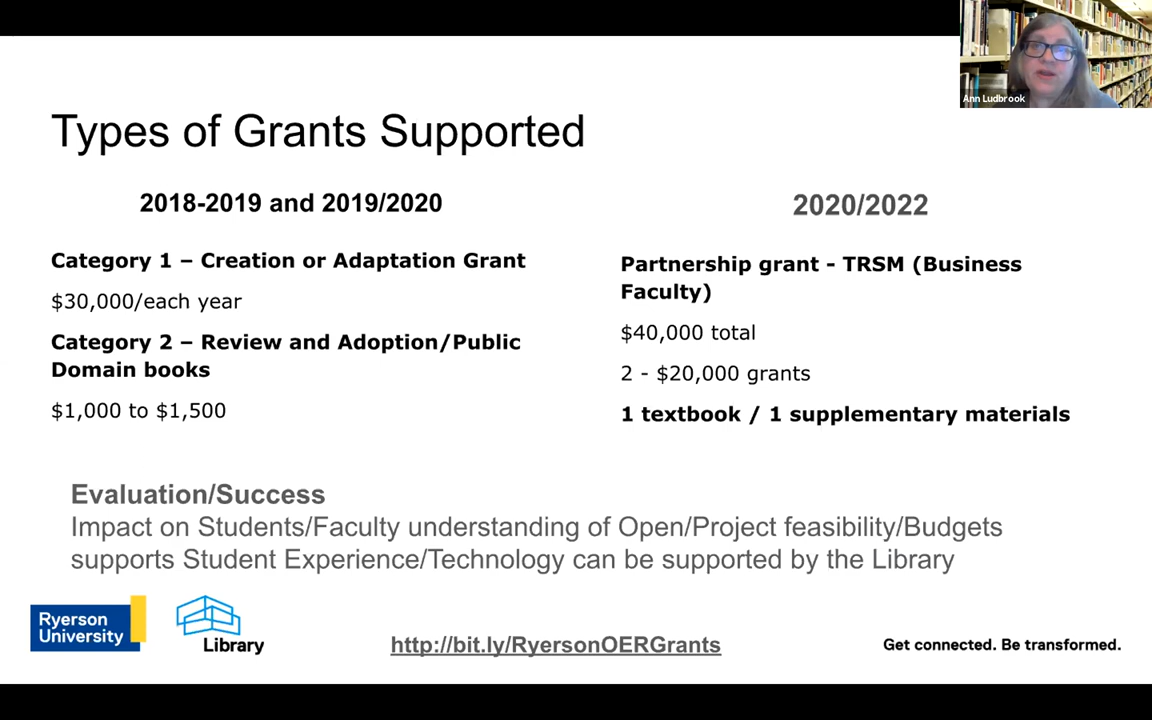 Ann Ludbrook
Types of Grants Supported
2018-2019 and 2019/2020
Category 1 – Creation or Adaptation Grant
$30,000/each year
Category 2 – Review and Adoption/Public
Domain books
$1,000 to $1,500
2020/2022
Partnership grant - TRSM (Business
Faculty)
$40,000 total
2 - $20,000 grants
1 textbook / 1 supplementary materials
Evaluation/Success
Impact on Students/Faculty understanding of Open/Project feasibility/Budgets
supports Student Experience/Technology can be supported by the Library
Ryerson
University
Library
http://bit.ly/RyersonOERGrants
Get connected. Be transformed.